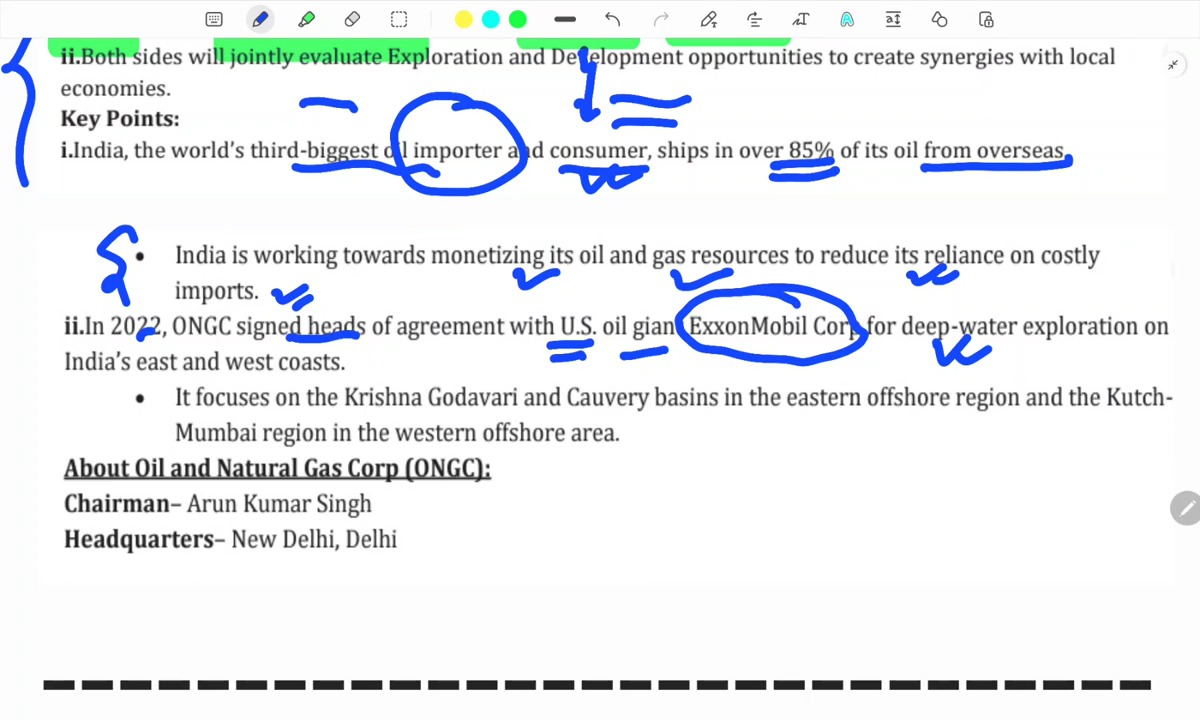 ii.Both sides will jointly evaluate Exploration and Development opportunities to create synergies with local
economies.
Key Points:
i.India, the world's third-biggest oil importer and consumer, ships in over 85% of its oil from overseas.
• India is working towards monetizing its oil and gas resources to reduce its reliance on costly
imports.
ii.In 2022, ONGC signed heads of agreement with U.S. oil giant ExxonMobil Corp for deep-water exploration on
India's east and west coasts.
• It focuses on the Krishna Godavari and Cauvery basins in the eastern offshore region and the Kutch-
Mumbai region in the western offshore area.
About Oil and Natural Gas Corp (ONGC):
Chairman– Arun Kumar Singh
Headquarters– New Delhi, Delhi